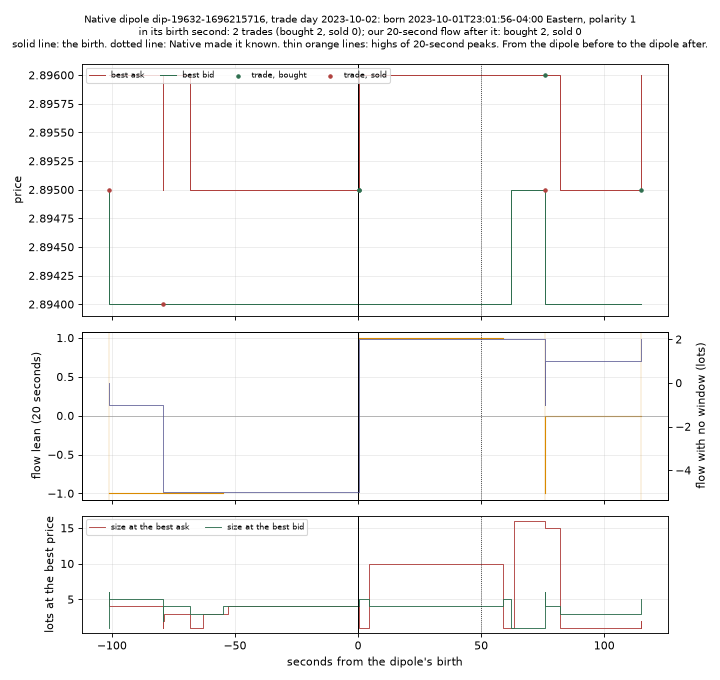 Native dipole dip-19632-1696215716, trade day 2023-10-02: born 2023-10-01T23:01:56-04:00 Eastern, polarity 1
in its birth second: 2 trades (bought 2, sold 0); our 20-second flow after it: bought 2, sold 0
solid line: the birth. dotted line: Native made it known. thin orange lines: highs of 20-second peaks. From the dipole before to the dipole after.
best ask
best bid
trade, bought
trade, sold
2.89600
2.89575
2.89550
2.89525
2.89500
2.89475
2.89450
2.89425
2.89400
price
1.0
0.5
0.0
−0.5
−1.0
flow lean (20 seconds)
2
0
−2
−4
flow with no window (lots)
size at the best ask
size at the best bid
15
10
5
lots at the best price
−100
−50
0
50
100
seconds from the dipole's birth